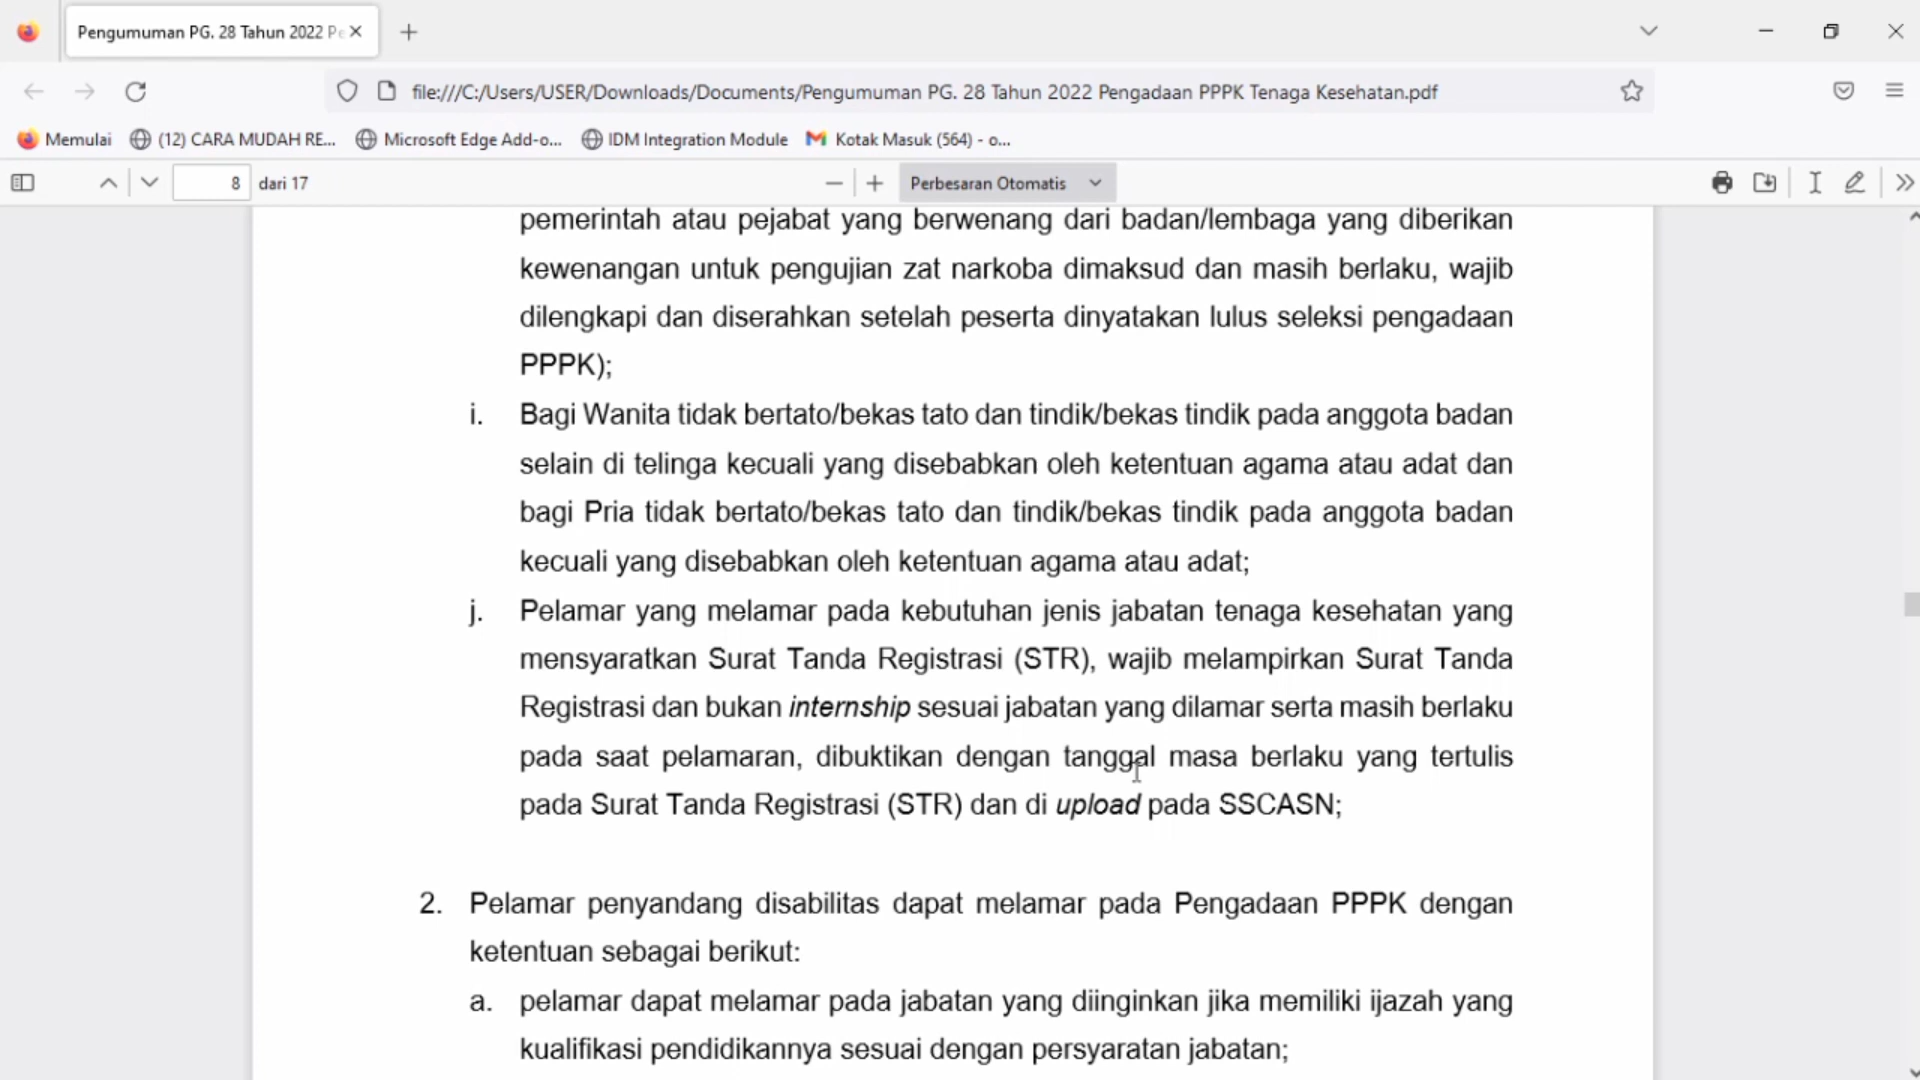 Pengumuman PG. 28 Tahun 2022 Pe
file:///C:/Users/USER/Downloads/Documents/Pengumuman PG. 28 Tahun 2022 Pengadaan PPPK Tenaga Kesehatan.pdf
Memulai (12) CARA MUDAH RE... Microsoft Edge Add-o... IDM Integration Module Kotak Masuk (564) - o...
8 dari 17 Perbesaran Otomatis
pemerintah atau pejabat yang berwenang dari badan/lembaga yang diberikan
kewenangan untuk pengujian zat narkoba dimaksud dan masih berlaku, wajib
dilengkapi dan diserahkan setelah peserta dinyatakan lulus seleksi pengadaan
PPPK);
i. Bagi Wanita tidak bertato/bekas tato dan tindik/bekas tindik pada anggota badan
selain di telinga kecuali yang disebabkan oleh ketentuan agama atau adat dan
bagi Pria tidak bertato/bekas tato dan tindik/bekas tindik pada anggota badan
kecuali yang disebabkan oleh ketentuan agama atau adat;
j. Pelamar yang melamar pada kebutuhan jenis jabatan tenaga kesehatan yang
mensyaratkan Surat Tanda Registrasi (STR), wajib melampirkan Surat Tanda
Registrasi dan bukan internship sesuai jabatan yang dilamar serta masih berlaku
pada saat pelamaran, dibuktikan dengan tanggal masa berlaku yang tertulis
pada Surat Tanda Registrasi (STR) dan di upload pada SSCASN;
2. Pelamar penyandang disabilitas dapat melamar pada Pengadaan PPPK dengan
ketentuan sebagai berikut:
a. pelamar dapat melamar pada jabatan yang diinginkan jika memiliki ijazah yang
kualifikasi pendidikannya sesuai dengan persyaratan jabatan;